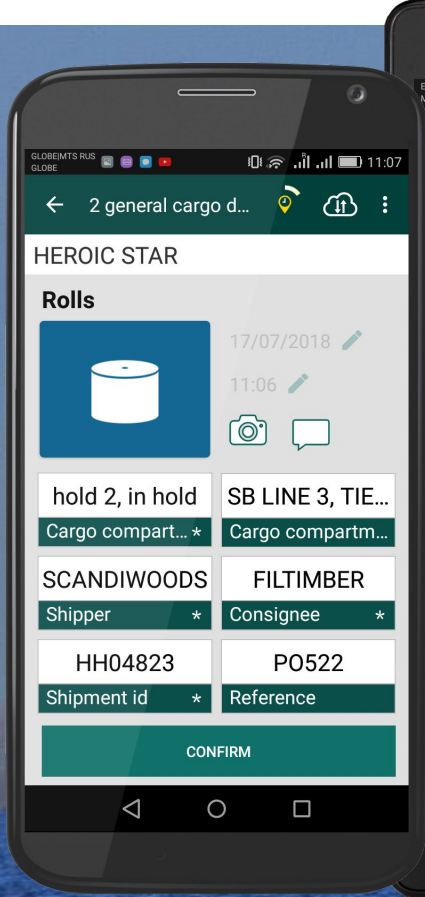 GLOBE|MTS RUS
GLOBE
11:07
2 general cargo d...
HEROIC STAR
Rolls
17/07/2018
11:06
hold 2, in hold
SB LINE 3, TIE...
Cargo compart... *
Cargo compartm...
SCANDIWOODS
FILTIMBER
Shipper *
Consignee *
HH04823
PO522
Shipment id *
Reference
CONFIRM